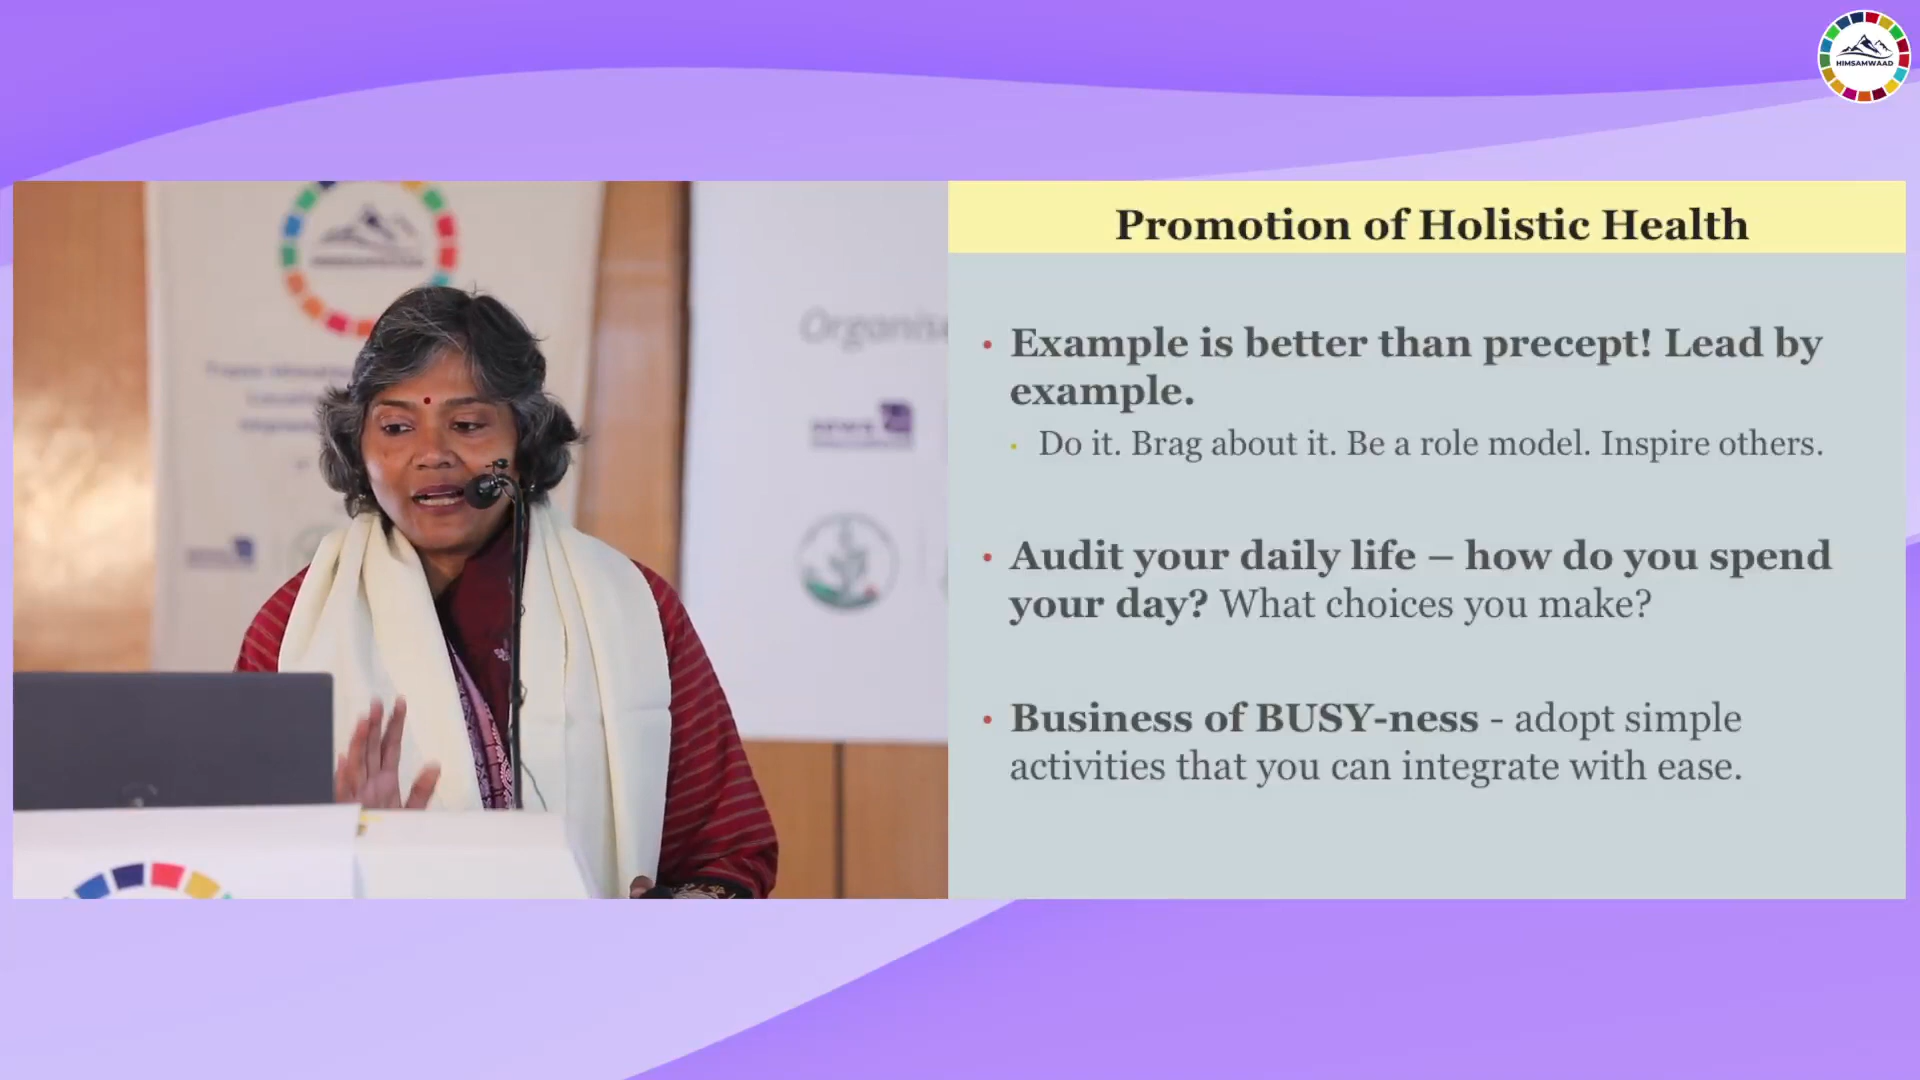 HIMSAMWAAD
Promotion of Holistic Health
• Example is better than precept! Lead by
example.
• Do it. Brag about it. Be a role model. Inspire others.
• Audit your daily life – how do you spend
your day? What choices you make?
• Business of BUSY-ness - adopt simple
activities that you can integrate with ease.